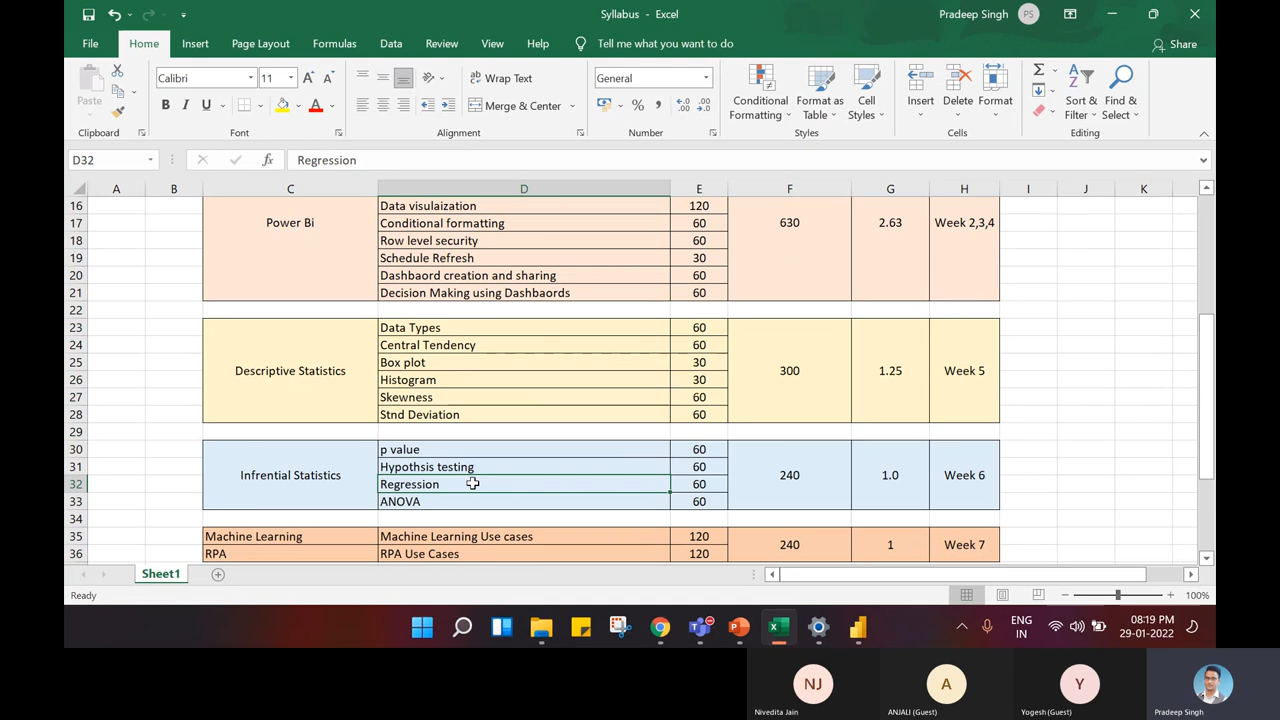 Syllabus - Excel
Pradeep Singh
PS
File
Home
Insert
Page Layout
Formulas
Data
Review
View
Help
Tell me what you want to do
Share
Paste
Calibri
11
A A
B I U
A
ab Wrap Text
Merge & Center
General
% ,
Conditional Formatting
Format as Table
Cell Styles
Insert
Delete
Format
Σ
Sort & Filter
Find & Select
Clipboard
Font
Alignment
Number
Styles
Cells
Editing
D32
fx
Regression
A B C D E F G H I J K
16 Data visulaization 120
17 Power Bi Conditional formatting 60 630 2.63 Week 2,3,4
18 Row level security 60
19 Schedule Refresh 30
20 Dashbaord creation and sharing 60
21 Decision Making using Dashbaords 60
22
23 Data Types 60
24 Central Tendency 60
25 Box plot 30
Descriptive Statistics 300 1.25 Week 5
26 Histogram 30
27 Skewness 60
28 Stnd Deviation 60
29
30 p value 60
31 Hypothsis testing 60
Infrential Statistics 240 1.0 Week 6
32 Regression 60
33 ANOVA 60
34
35 Machine Learning Machine Learning Use cases 120
240 1 Week 7
36 RPA RPA Use Cases 120
Sheet1
Ready
100%
ENG
IN
08:19 PM
29-01-2022
NJ
A
Y
Nivedita Jain
ANJALI (Guest)
Yogesh (Guest)
Pradeep Singh